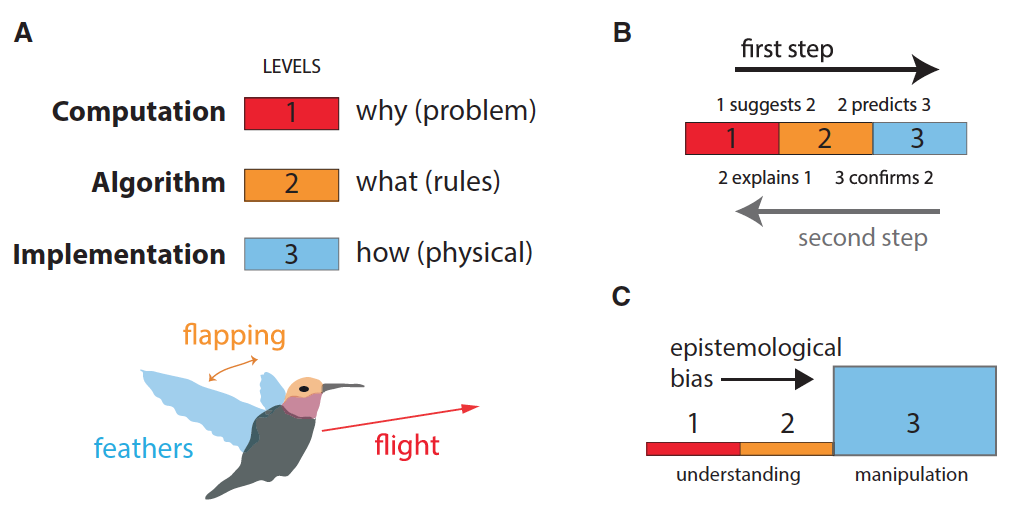 A
LEVELS
Computation 1 why (problem)
Algorithm 2 what (rules)
Implementation 3 how (physical)
flapping
feathers
flight
B
first step
1 suggests 2 2 predicts 3
1 2 3
2 explains 1 3 confirms 2
second step
C
epistemological
bias
1 2 3
understanding manipulation